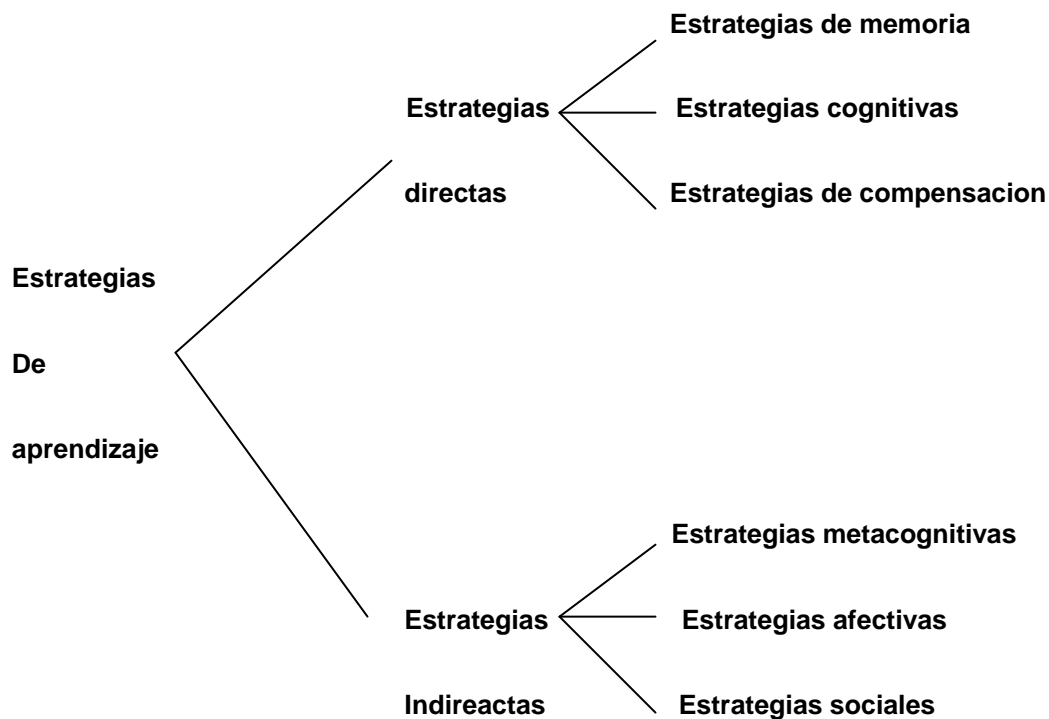 Estrategias de memoria
Estrategias
Estrategias cognitivas
directas
Estrategias de compensacion
Estrategias
De
aprendizaje
Estrategias metacognitivas
Estrategias
Estrategias afectivas
Indireactas
Estrategias sociales